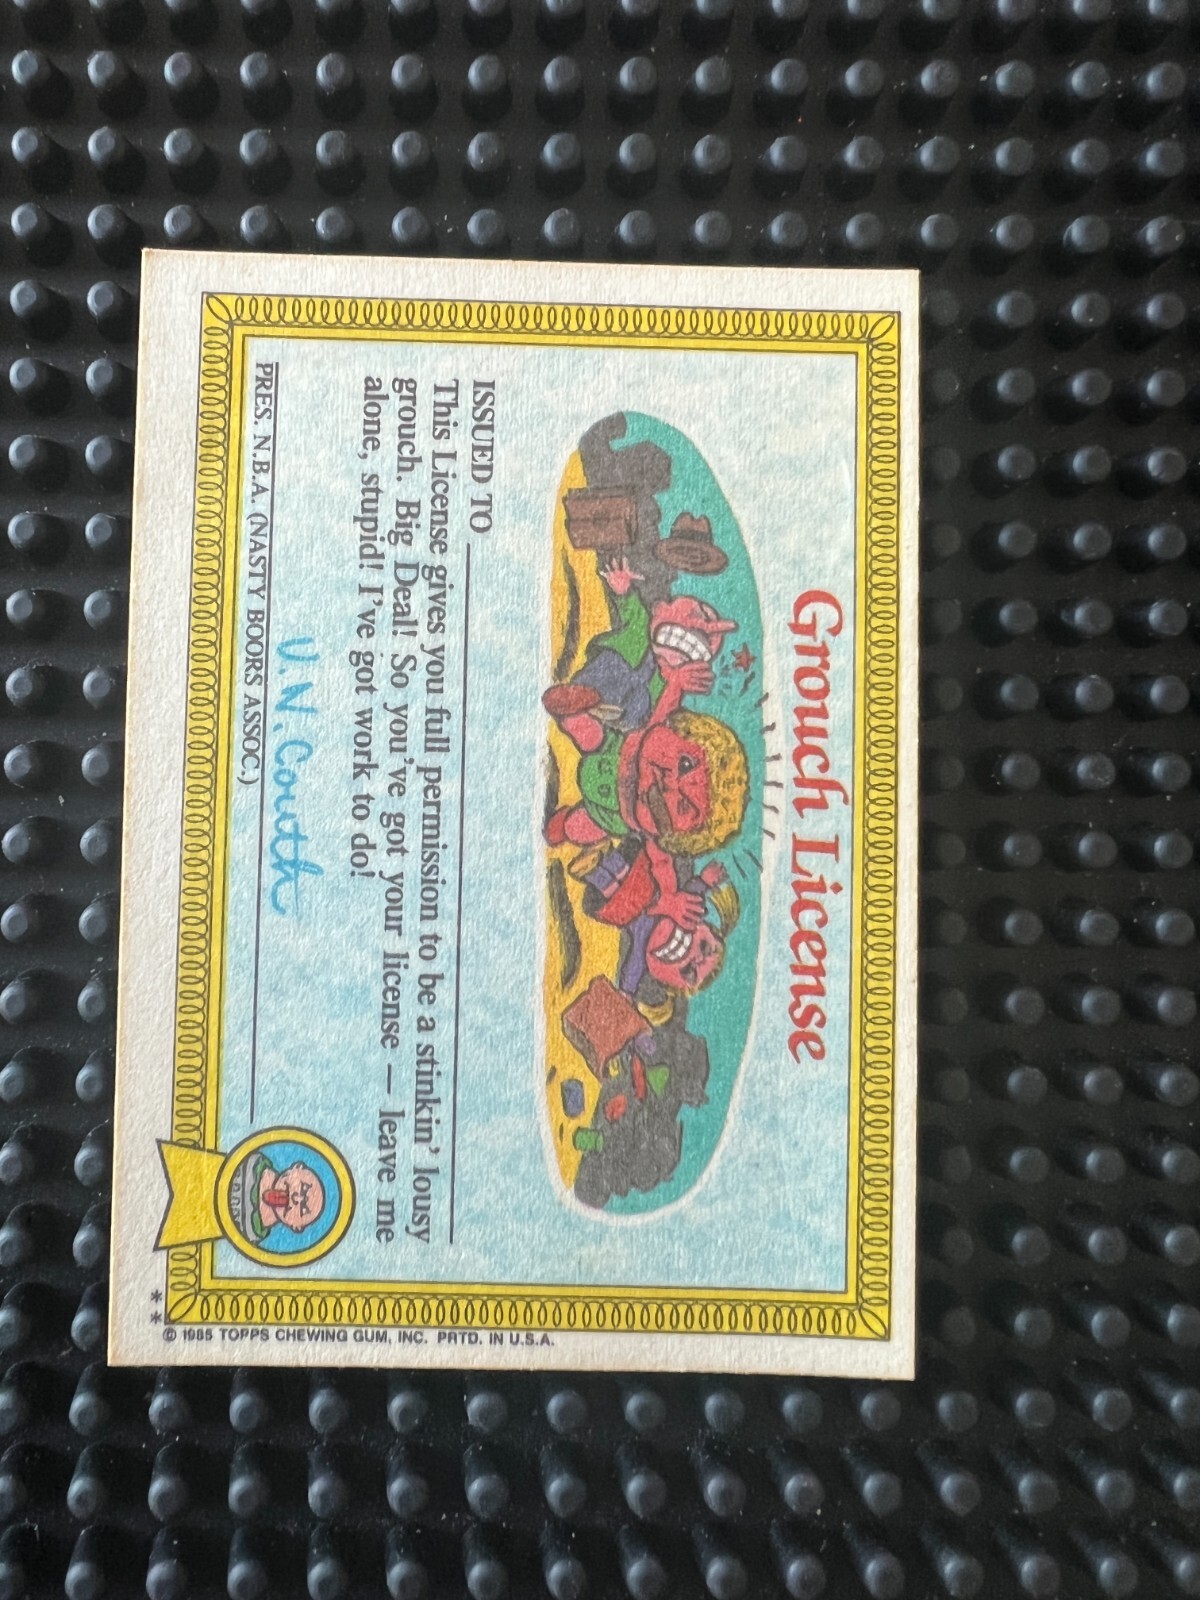 Grouch License
ISSUED TO
This License gives you full permission to be a stinkin' lousy
grouch. Big Deal! So you've got your license — leave me
alone, stupid! I've got work to do!
U. N. Couth
PRES. N.B.A. (NASTY BOORS ASSOC.)
** © 1985 TOPPS CHEWING GUM, INC. PRTD. IN U.S.A.